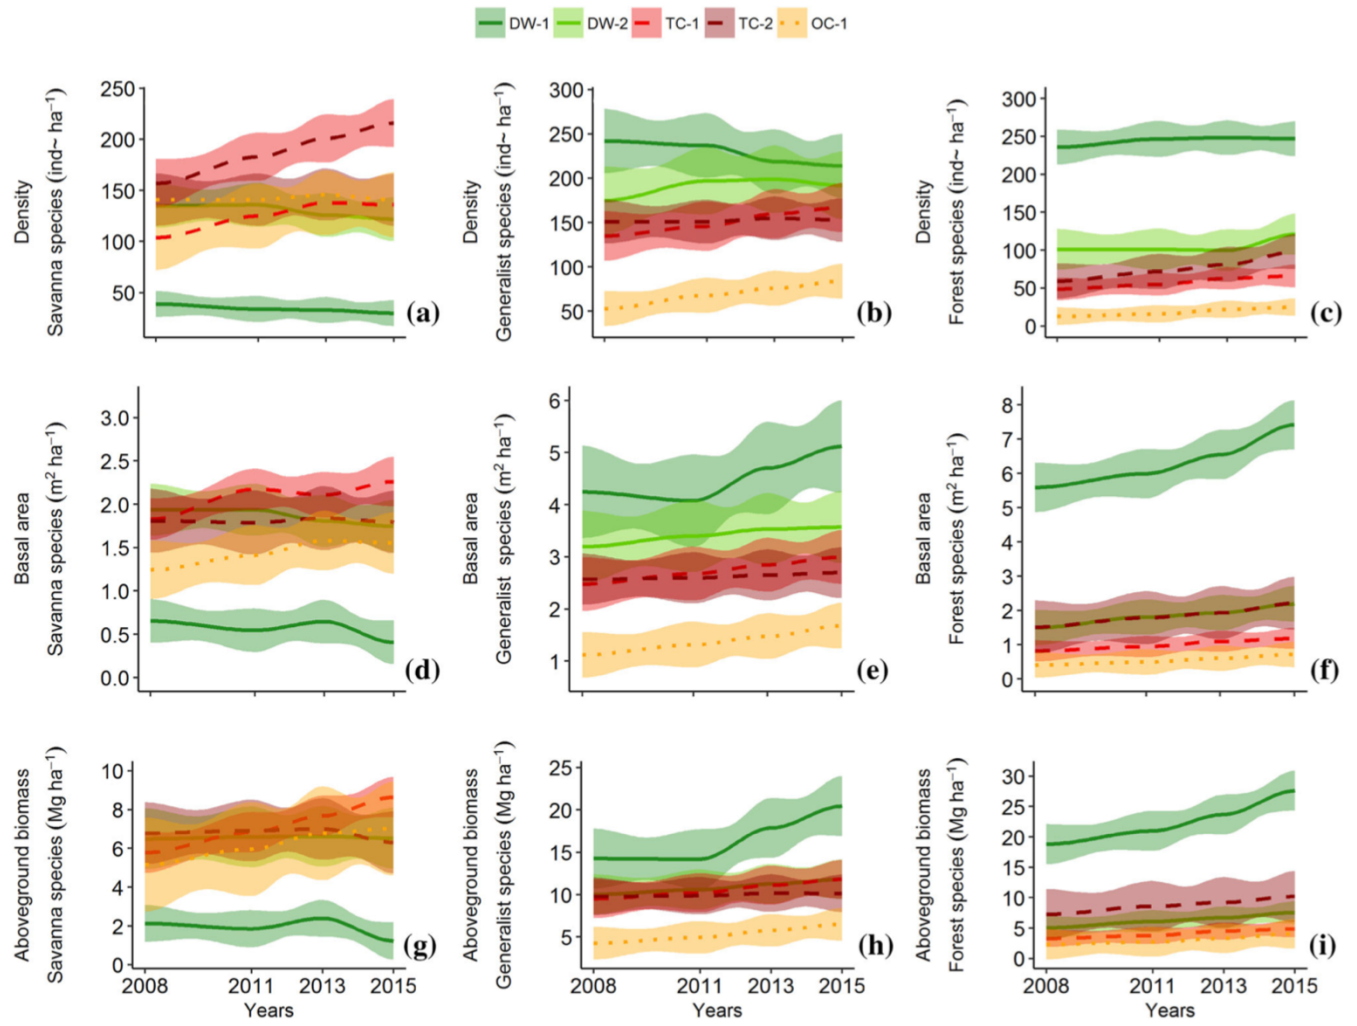 DW-1 DW-2 TC-1 TC-2 OC-1
Density
Savanna species (ind~ ha⁻¹)
250
200
150
100
50
(a)
Density
Generalist species (ind~ ha⁻¹)
300
250
200
150
100
50
(b)
Density
Forest species (ind~ ha⁻¹)
300
250
200
150
100
50
0
(c)
Basal area
Savanna species (m² ha⁻¹)
3.0
2.5
2.0
1.5
1.0
0.5
0.0
(d)
Basal area
Generalist species (m² ha⁻¹)
6
5
4
3
2
1
(e)
Basal area
Forest species (m² ha⁻¹)
8
7
6
5
4
3
2
1
0
(f)
Aboveground biomass
Savanna species (Mg ha⁻¹)
10
8
6
4
2
0
(g)
2008 2011 2013 2015
Years
Aboveground biomass
Generalist species (Mg ha⁻¹)
25
20
15
10
5
(h)
2008 2011 2013 2015
Years
Aboveground biomass
Forest species (Mg ha⁻¹)
30
25
20
15
10
5
0
(i)
2008 2011 2013 2015
Years